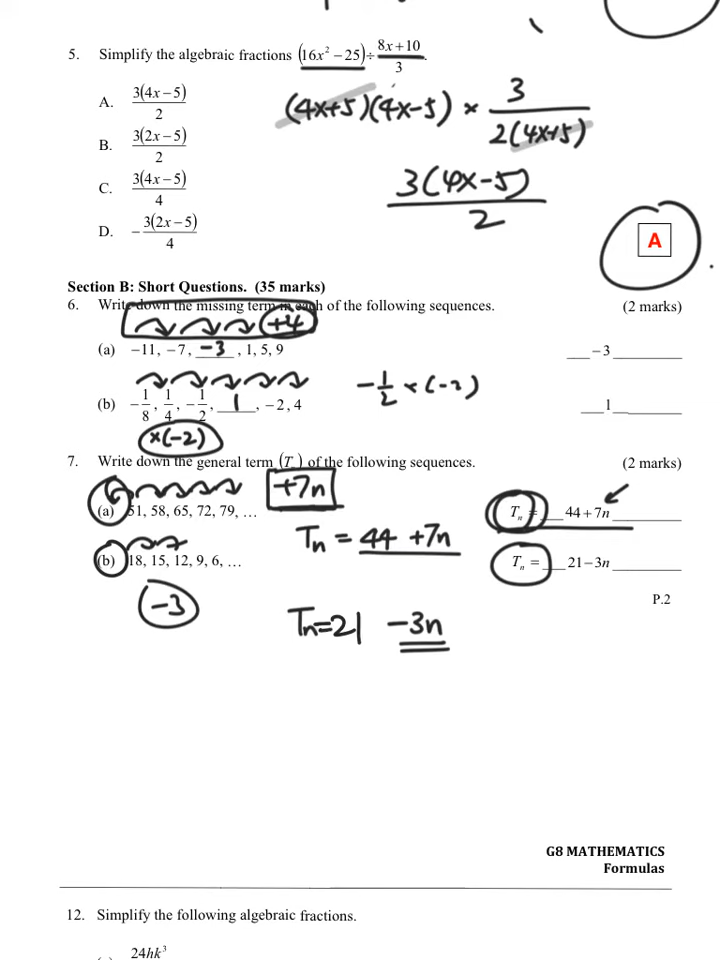 5. Simplify the algebraic fractions (16x² − 25) ÷ (8x + 10)/3.
(4x+5)(4x−5) × 3/(2(4x+5))
A. 3(4x − 5)/2
B. 3(2x − 5)/2
C. 3(4x − 5)/4
D. −3(2x − 5)/4
3(4x−5)/2
A
Section B: Short Questions. (35 marks)
6. Write down the missing term in each of the following sequences. (2 marks)
+4
(a) −11, −7, −3, 1, 5, 9 −3
(b) −1/8, 1/4, −1/2, 1, −2, 4 −1/2 × (−2) 1
×(−2)
7. Write down the general term (T ) of the following sequences. (2 marks)
+7n
(a) 51, 58, 65, 72, 79, … Tₙ = 44 + 7n
Tₙ = 44 + 7n
(b) 18, 15, 12, 9, 6, … Tₙ = 21 − 3n
−3
Tₙ = 21 − 3n
P.2
G8 MATHEMATICS
Formulas
12. Simplify the following algebraic fractions.
24hk³